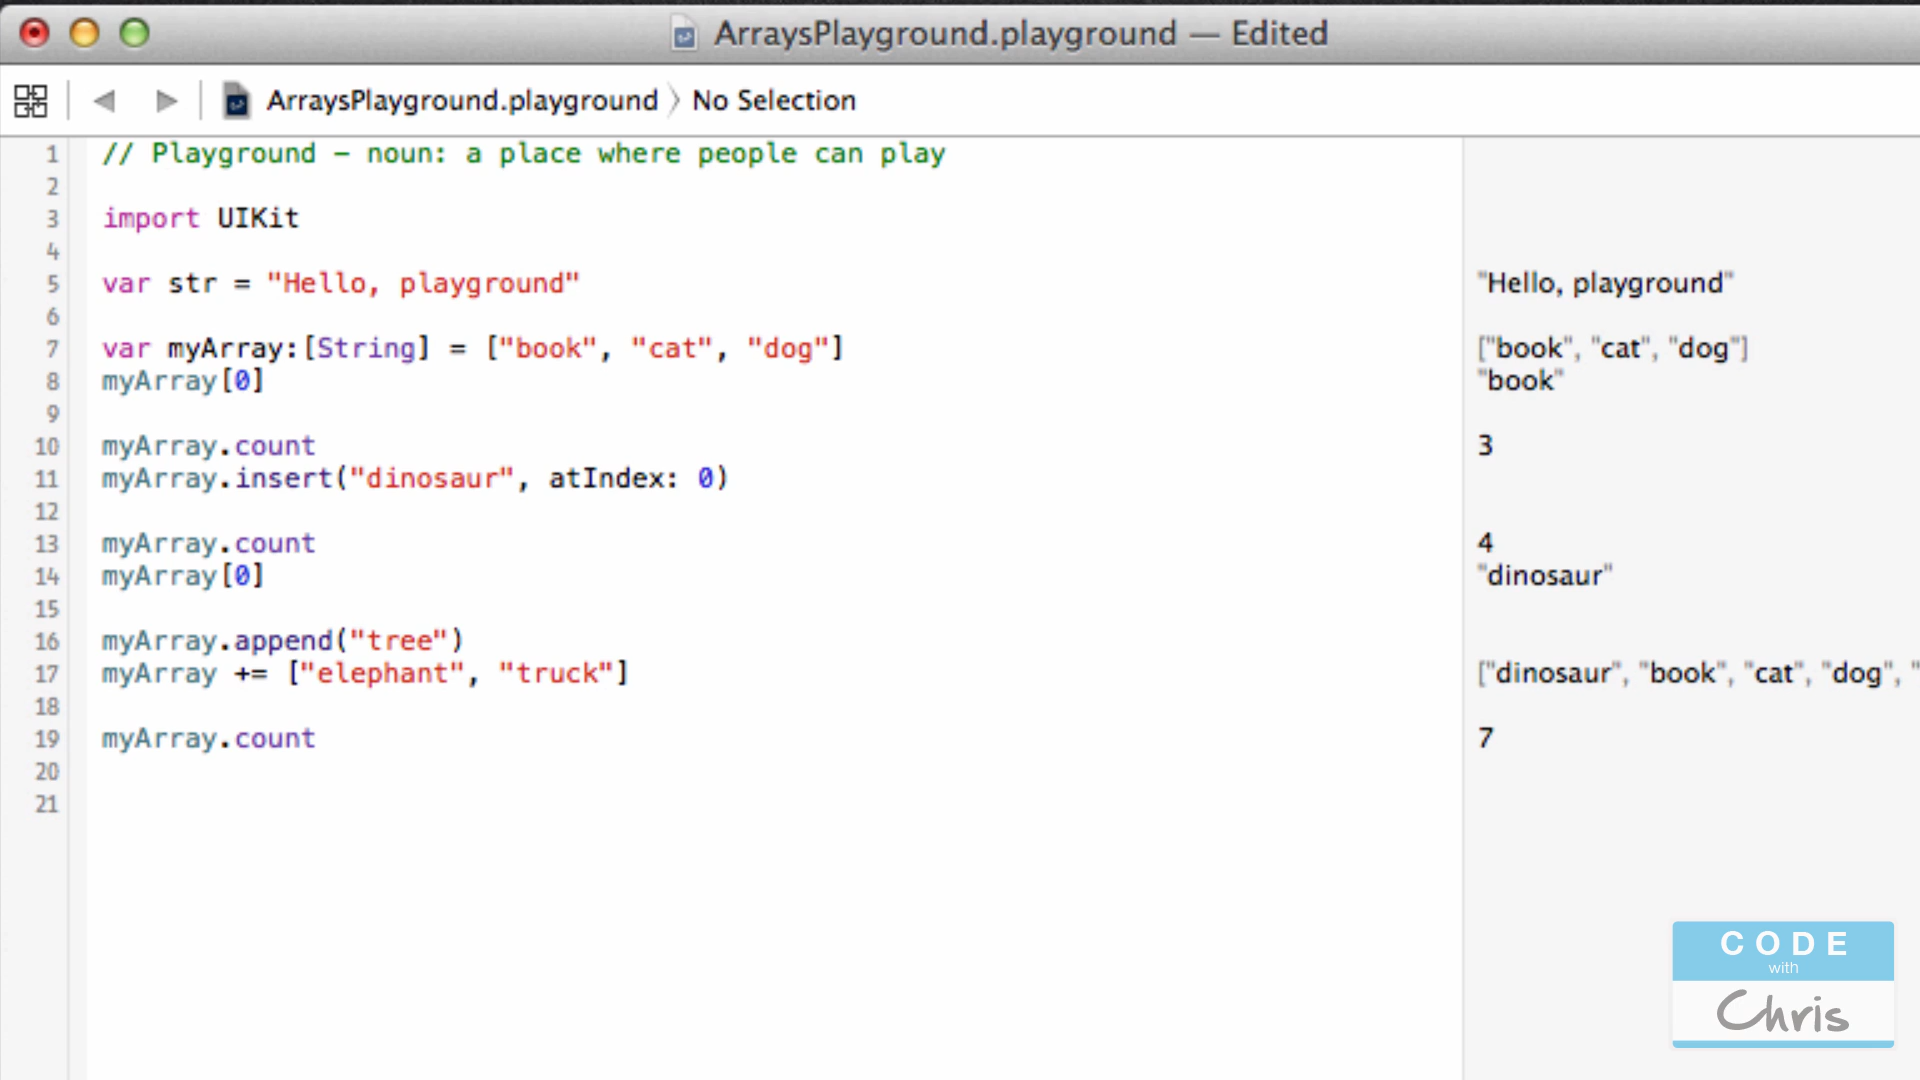 ArraysPlayground.playground — Edited
ArraysPlayground.playground 〉 No Selection
1 // Playground – noun: a place where people can play
2
3 import UIKit
4
5 var str = "Hello, playground" "Hello, playground"
6
7 var myArray:[String] = ["book", "cat", "dog"] ["book", "cat", "dog"]
8 myArray[0] "book"
9
10 myArray.count 3
11 myArray.insert("dinosaur", atIndex: 0)
12
13 myArray.count 4
14 myArray[0] "dinosaur"
15
16 myArray.append("tree")
17 myArray += ["elephant", "truck"] ["dinosaur", "book", "cat", "dog", "
18
19 myArray.count 7
20
21
CODE
with
Chris